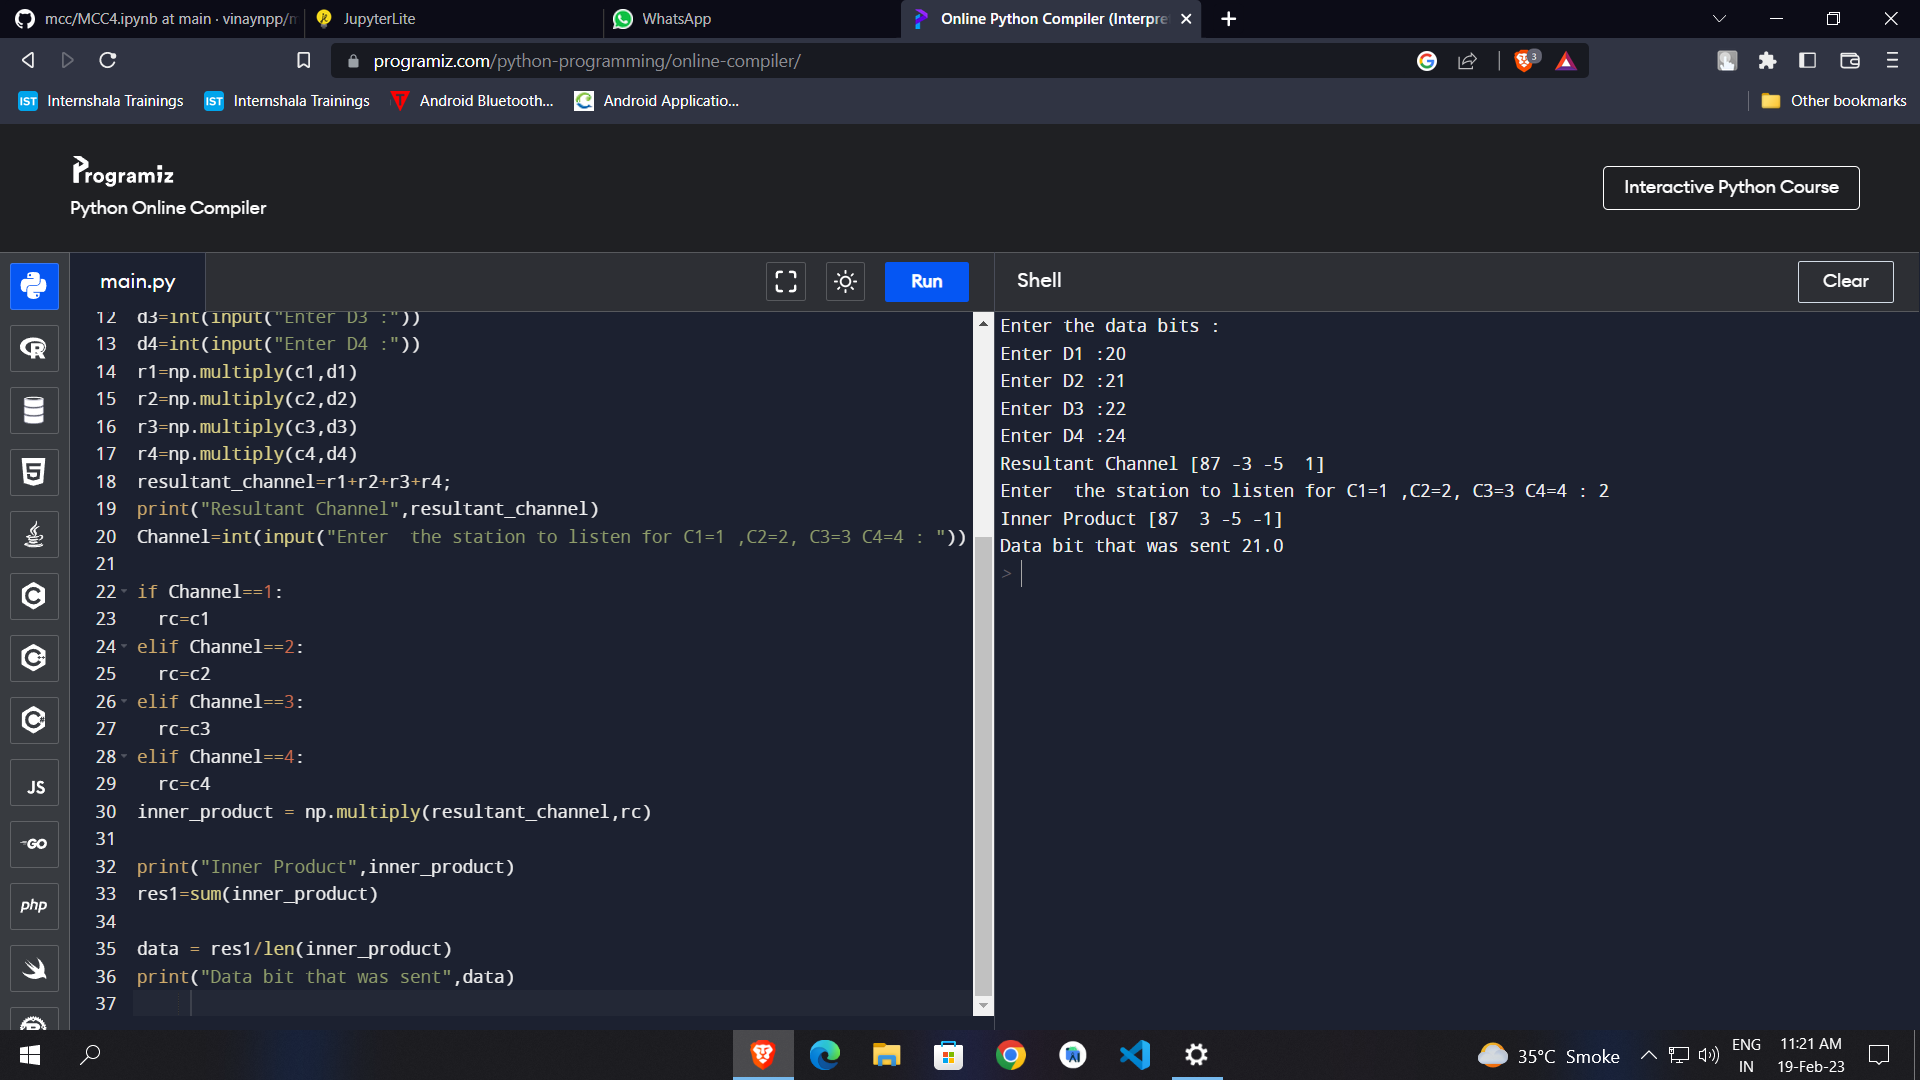 mcc/MCC4.ipynb at main · vinaynpp/m
JupyterLite
WhatsApp
Online Python Compiler (Interpre
programiz.com/python-programming/online-compiler/
3
IST Internshala Trainings
IST Internshala Trainings
Android Bluetooth...
Android Applicatio...
Other bookmarks
Programiz
Python Online Compiler
Interactive Python Course
main.py
Run
Shell
Clear
12 d3=int(input("Enter D3 :"))
13 d4=int(input("Enter D4 :"))
14 r1=np.multiply(c1,d1)
15 r2=np.multiply(c2,d2)
16 r3=np.multiply(c3,d3)
17 r4=np.multiply(c4,d4)
18 resultant_channel=r1+r2+r3+r4;
19 print("Resultant Channel",resultant_channel)
20 Channel=int(input("Enter  the station to listen for C1=1 ,C2=2, C3=3 C4=4 : "))
21
22 if Channel==1:
23   rc=c1
24 elif Channel==2:
25   rc=c2
26 elif Channel==3:
27   rc=c3
28 elif Channel==4:
29   rc=c4
30 inner_product = np.multiply(resultant_channel,rc)
31
32 print("Inner Product",inner_product)
33 res1=sum(inner_product)
34
35 data = res1/len(inner_product)
36 print("Data bit that was sent",data)
37
Enter the data bits :
Enter D1 :20
Enter D2 :21
Enter D3 :22
Enter D4 :24
Resultant Channel [87 -3 -5  1]
Enter  the station to listen for C1=1 ,C2=2, C3=3 C4=4 : 2
Inner Product [87  3 -5 -1]
Data bit that was sent 21.0
>
R
5
C
C
C
JS
GO
php
35°C Smoke
ENG
IN
11:21 AM
19-Feb-23